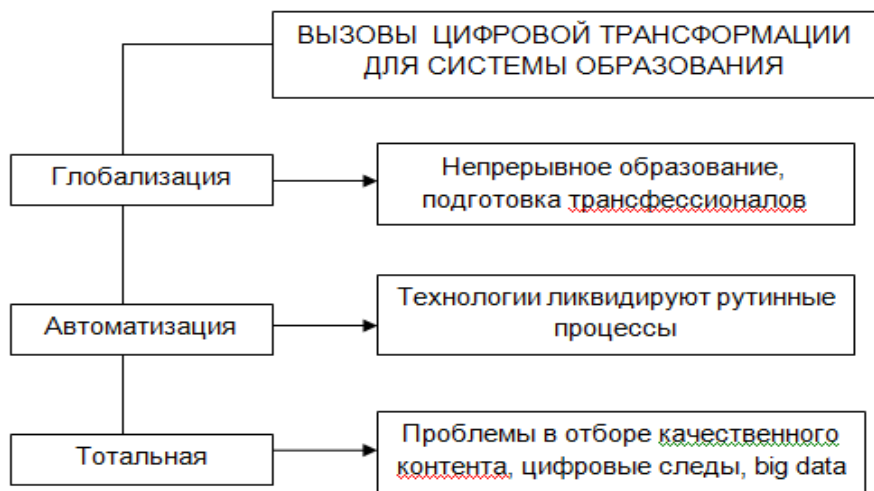 ВЫЗОВЫ ЦИФРОВОЙ ТРАНСФОРМАЦИИ
ДЛЯ СИСТЕМЫ ОБРАЗОВАНИЯ
Глобализация
Непрерывное образование,
подготовка трансфессионалов
Автоматизация
Технологии ликвидируют рутинные
процессы
Тотальная
Проблемы в отборе качественного
контента, цифровые следы, big data